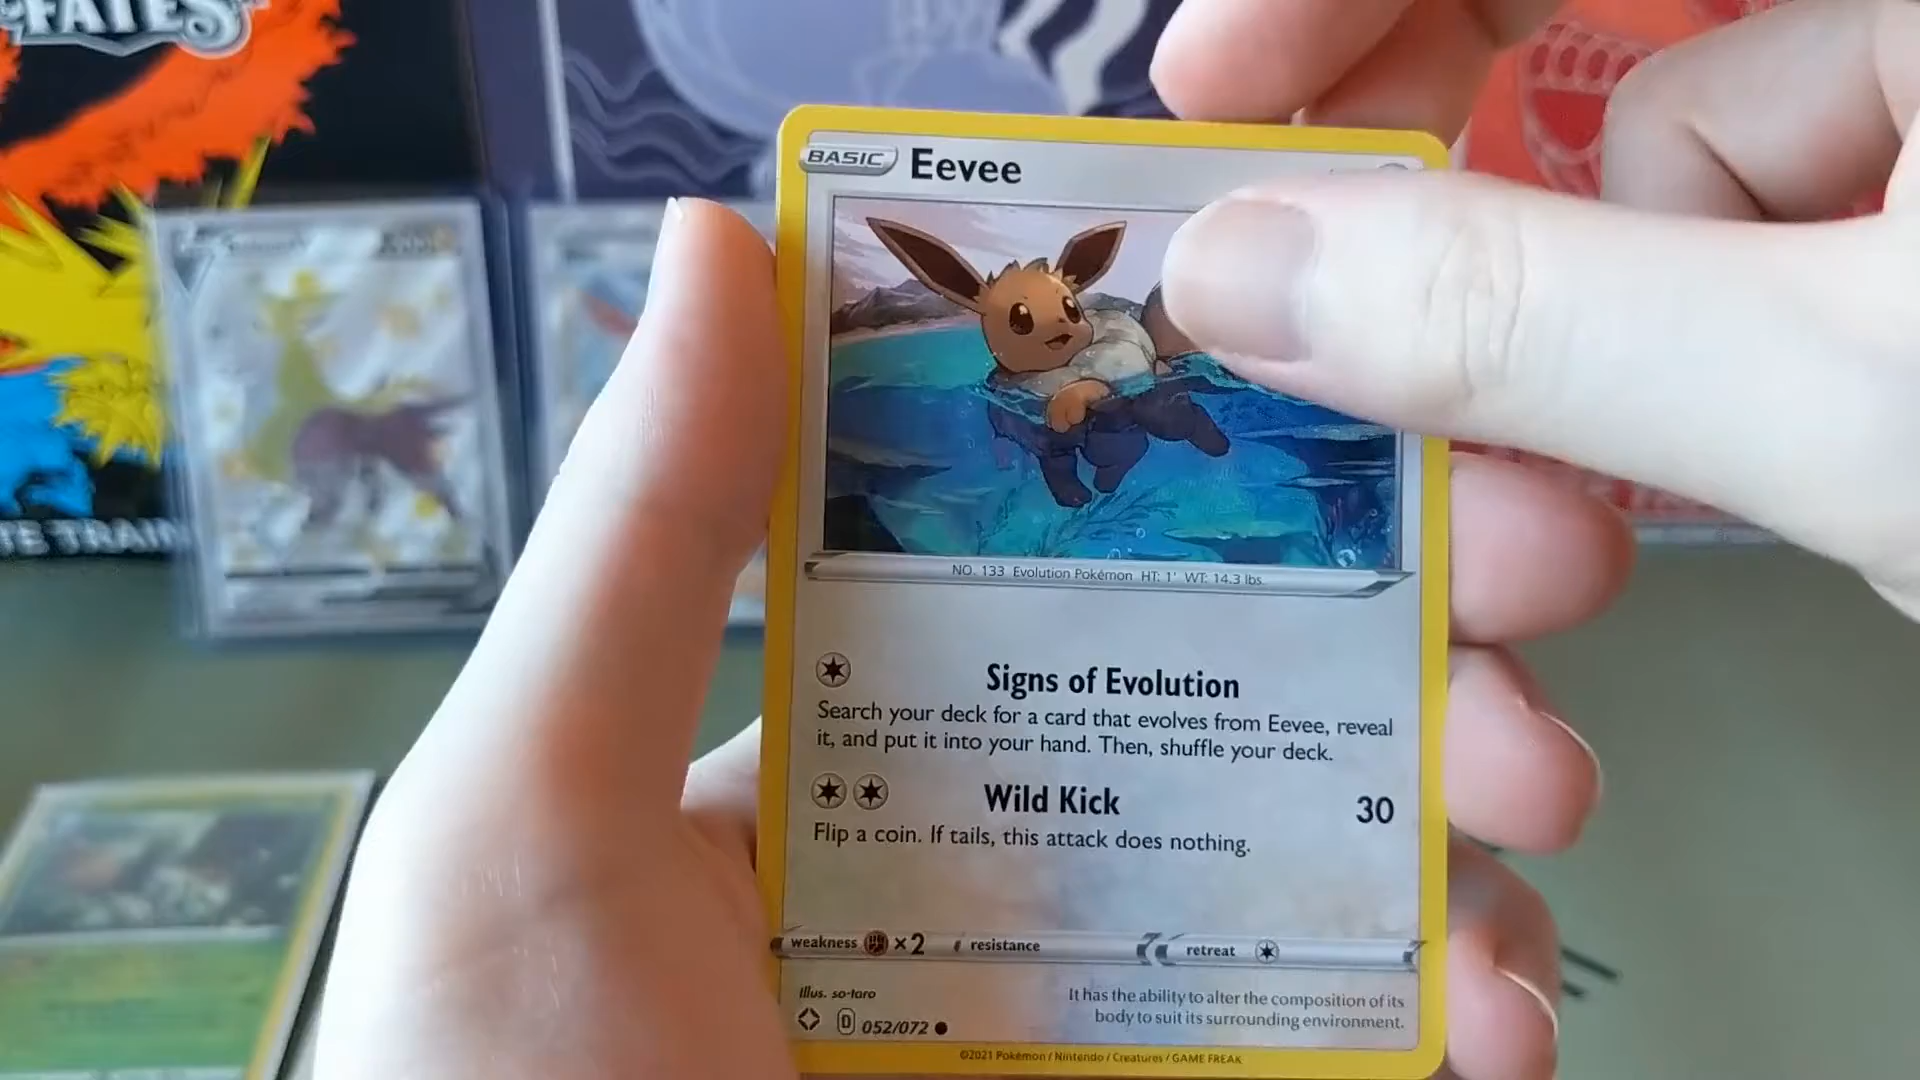 FATES
TE TRAIN
BASIC Eevee
NO. 133 Evolution Pokémon HT: 1' WT: 14.3 lbs.
Signs of Evolution
Search your deck for a card that evolves from Eevee, reveal
it, and put it into your hand. Then, shuffle your deck.
Wild Kick 30
Flip a coin. If tails, this attack does nothing.
weakness ×2 resistance retreat
Illus. so-taro
It has the ability to alter the composition of its
body to suit its surrounding environment.
D 052/072
©2021 Pokémon / Nintendo / Creatures / GAME FREAK